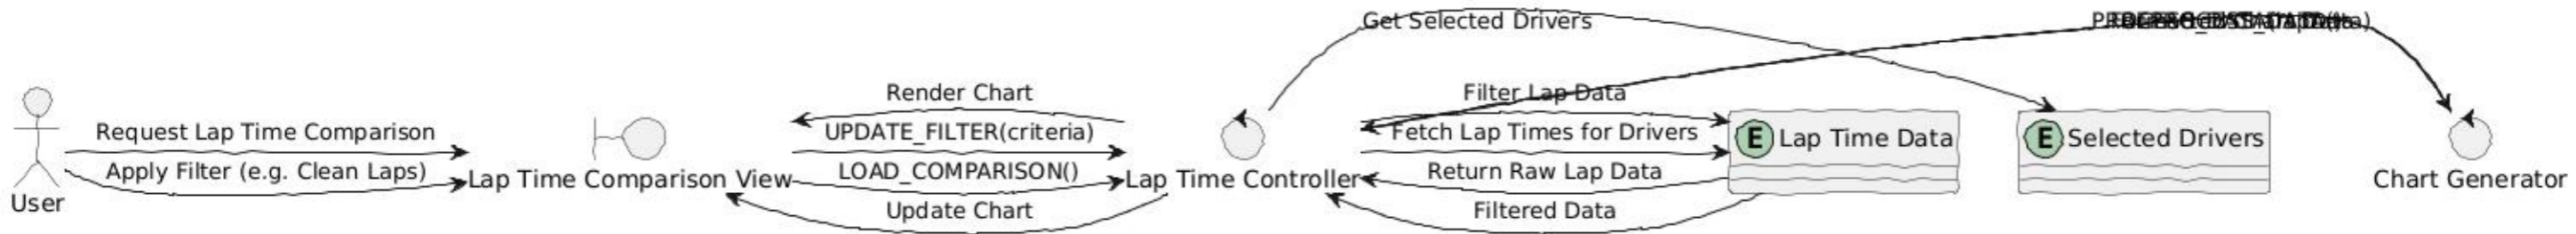 Get Selected Drivers
Render Chart
Filter Lap Data
Request Lap Time Comparison
UPDATE_FILTER(criteria)
Fetch Lap Times for Drivers
E Lap Time Data
E Selected Drivers
Apply Filter (e.g. Clean Laps)
LOAD_COMPARISON()
Return Raw Lap Data
User
Lap Time Comparison View
Lap Time Controller
Chart Generator
Update Chart
Filtered Data